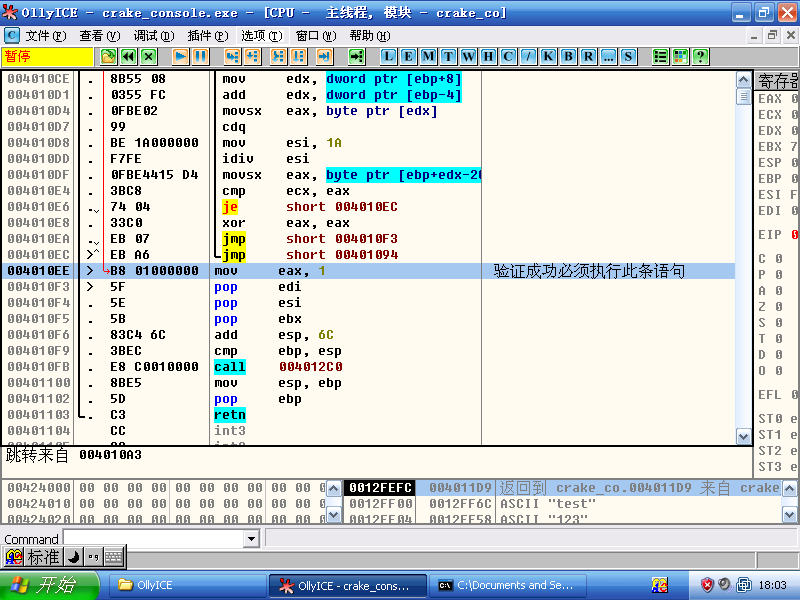 OllyICE - crake_console.exe - [CPU - 主线程, 模块 - crake_co]
文件(F) 查看(V) 调试(D) 插件(P) 选项(T) 窗口(W) 帮助(H)
暂停 L E M T W H C / K B R ... S ?
004010CE . 8B55 08 mov edx, dword ptr [ebp+8]
004010D1 . 0355 FC add edx, dword ptr [ebp-4]
004010D4 . 0FBE02 movsx eax, byte ptr [edx]
004010D7 . 99 cdq
004010D8 . BE 1A000000 mov esi, 1A
004010DD . F7FE idiv esi
004010DF . 0FBE4415 D4 movsx eax, byte ptr [ebp+edx-2
004010E4 . 3BC8 cmp ecx, eax
004010E6 . 74 04 je short 004010EC
004010E8 . 33C0 xor eax, eax
004010EA . EB 07 jmp short 004010F3
004010EC > EB A6 jmp short 00401094
004010EE > B8 01000000 mov eax, 1 验证成功必须执行此条语句
004010F3 > 5F pop edi
004010F4 . 5E pop esi
004010F5 . 5B pop ebx
004010F6 . 83C4 6C add esp, 6C
004010F9 . 3BEC cmp ebp, esp
004010FB . E8 C0010000 call 004012C0
00401100 . 8BE5 mov esp, ebp
00401102 . 5D pop ebp
00401103 . C3 retn
00401104 CC int3
寄存器
EAX 0
ECX 0
EDX 0
EBX 7
ESP 0
EBP 0
ESI F
EDI 0
EIP 0
C 0
P 0
A 0
Z 0
S 0
T 0
D 0
O 0
EFL 0
ST0 e
ST1 e
ST2 e
ST3 e
跳转来自 004010A3
00424000 00 00 00 00 00 00 00 00
00424010 00 00 00 00 00 00 00 00
00424020 00 00 00 00 00 00 00 00
0012FEFC 004011D9 返回到 crake_co.004011D9 来自 crake
0012FF00 0012FF6C ASCII "test"
0012FF04 0012FF58 ASCII "123"
Command
标准
开始 OllyICE OllyICE - crake_cons... C:\Documents and Se... 18:03